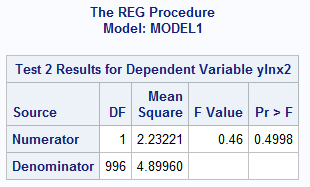 The REG Procedure
Model: MODEL1
Test 2 Results for Dependent Variable ylnx2
Source DF Mean Square F Value Pr > F
Numerator 1 2.23221 0.46 0.4998
Denominator 996 4.89960